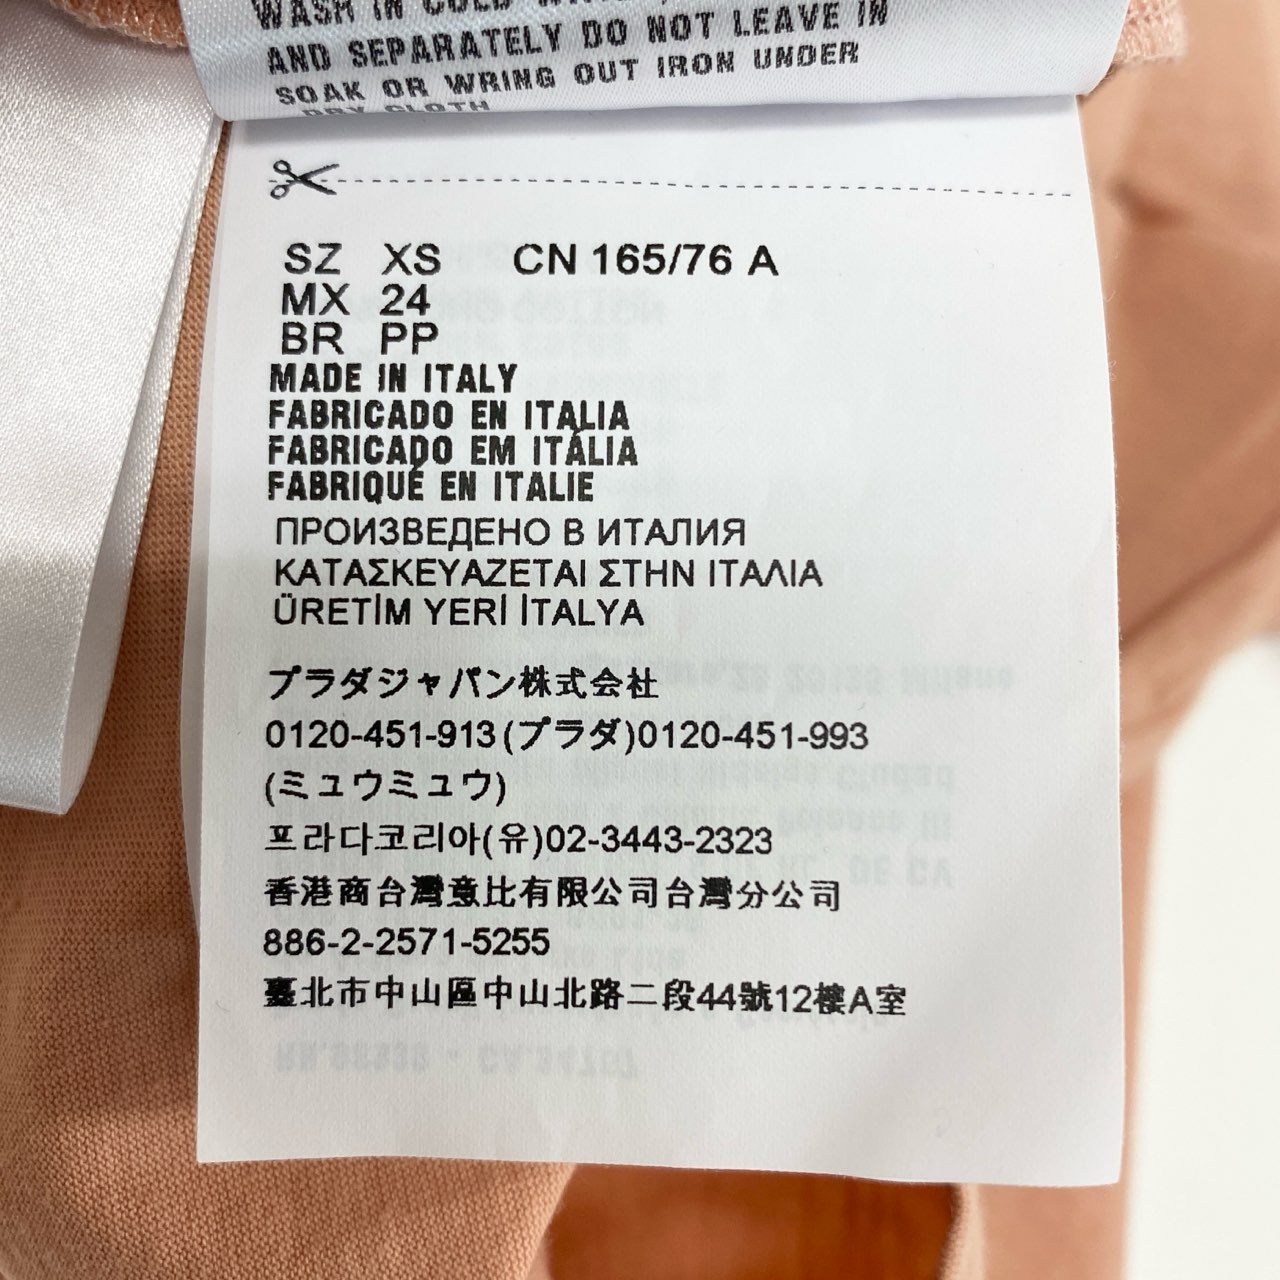 WASH IN COLD
AND SEPARATELY DO NOT LEAVE IN
SOAK OR WRING OUT IRON UNDER
DRY CLOTH
SZ XS CN 165/76 A
MX 24
BR PP
MADE IN ITALY
FABRICADO EN ITALIA
FABRICADO EM ITÁLIA
FABRIQUÉ EN ITALIE
ПРОИЗВЕДЕНО В ИТАЛИЯ
ΚΑΤΑΣΚΕΥΑΖΕΤΑΙ ΣΤΗΝ ΙΤΑΛΙΑ
ÜRETİM YERİ İTALYA
プラダジャパン株式会社
0120-451-913(プラダ)0120-451-993
(ミュウミュウ)
프라다코리아(유)02-3443-2323
香港商台灣意比有限公司台灣分公司
886-2-2571-5255
臺北市中山區中山北路二段44號12樓A室